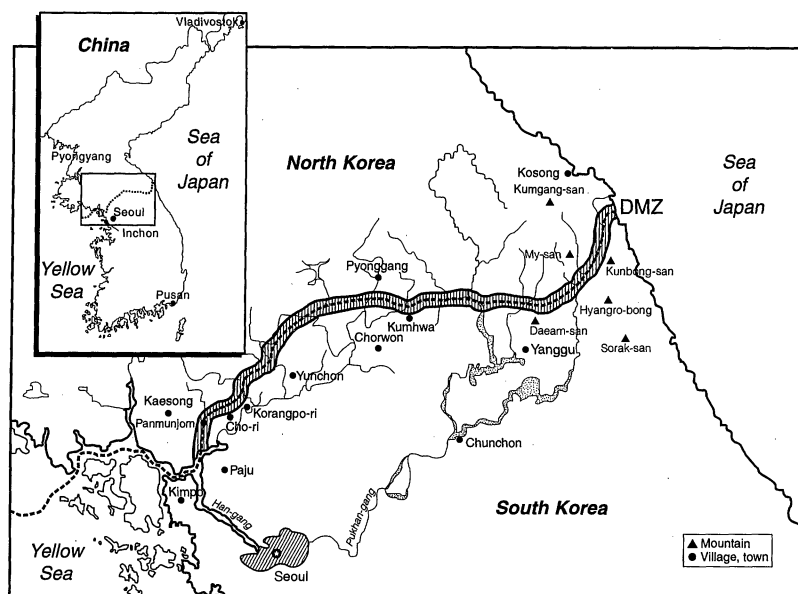 Vladivostok
China
Sea
of
Japan
Pyongyang
Seoul
Inchon
Yellow
Sea
Pusan
North Korea
Sea
of
Japan
Kosong
Kumgang-san
DMZ
My-san
Kunbong-san
Pyonggang
Hyangro-bong
Kumhwa
Daeam-san
Chorwon
Yanggu
Sorak-san
Yunchon
Kaesong
Korangpo-ri
Panmunjom
Cho-ri
Chunchon
Paju
Kimpo
Han-gang
Pukhan-gang
South Korea
Yellow
Sea
Seoul
Mountain
Village, town